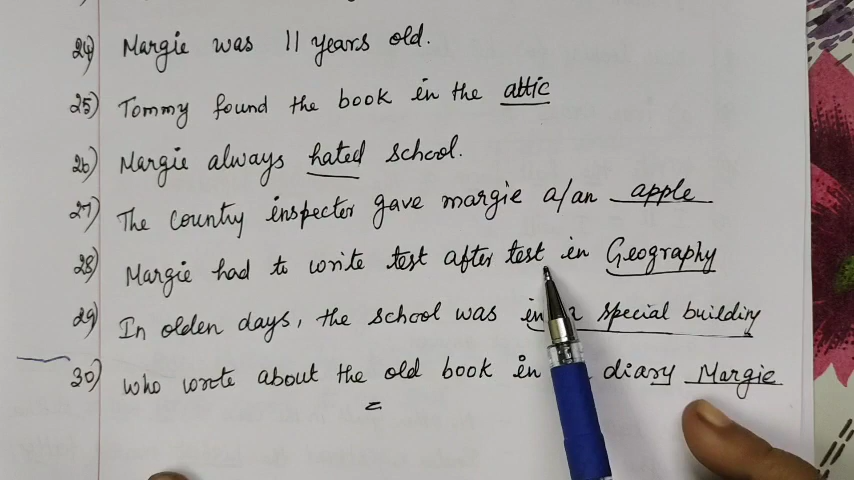 24) Margie was 11 years old.
25) Tommy found the book in the attic
26) Margie always hated school.
27) The country inspector gave margie a/an apple
28) Margie had to write test after test in Geography
29) In olden days, the school was in special building
30) who wrote about the old book in diary Margie